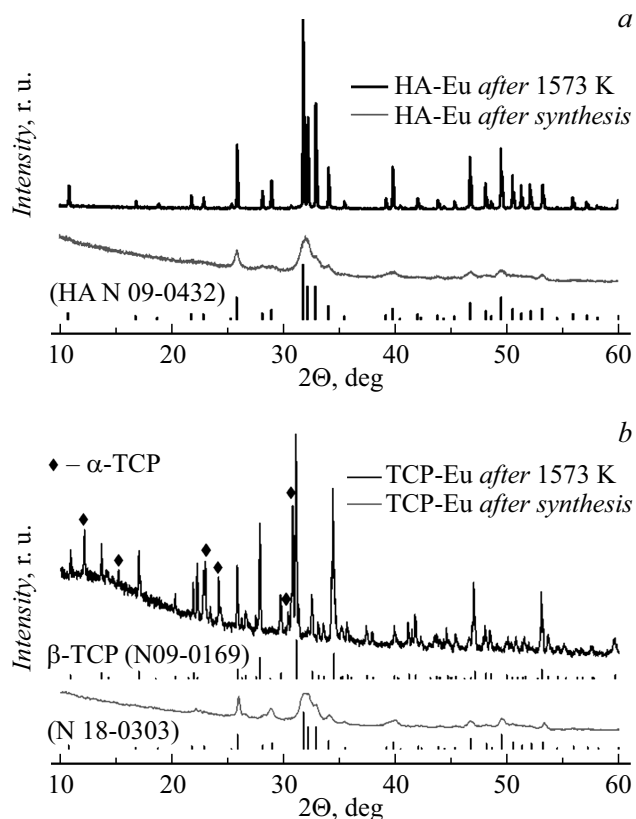 a
HA-Eu after 1573 K
HA-Eu after synthesis
Intensity, r. u.
(HA N 09-0432)
10 20 30 40 50 60
2Θ, deg
b
♦ – α-TCP
TCP-Eu after 1573 K
TCP-Eu after synthesis
Intensity, r. u.
β-TCP (N09-0169)
(N 18-0303)
10 20 30 40 50 60
2Θ, deg